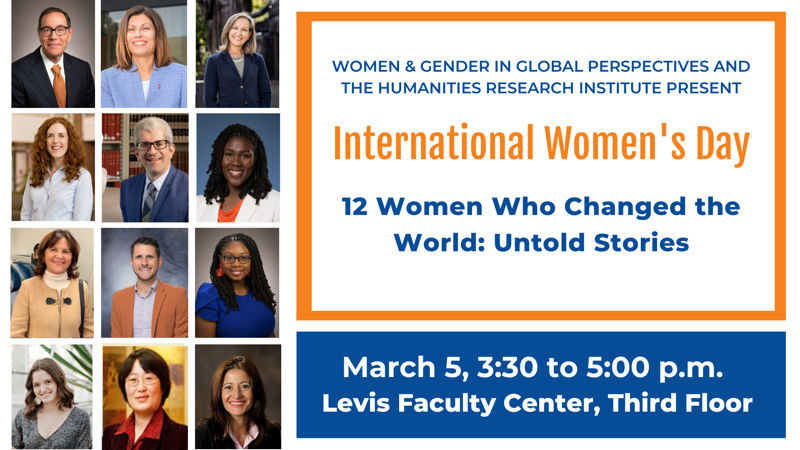 WOMEN & GENDER IN GLOBAL PERSPECTIVES AND
THE HUMANITIES RESEARCH INSTITUTE PRESENT
International Women's Day
12 Women Who Changed the
World: Untold Stories
March 5, 3:30 to 5:00 p.m.
Levis Faculty Center, Third Floor